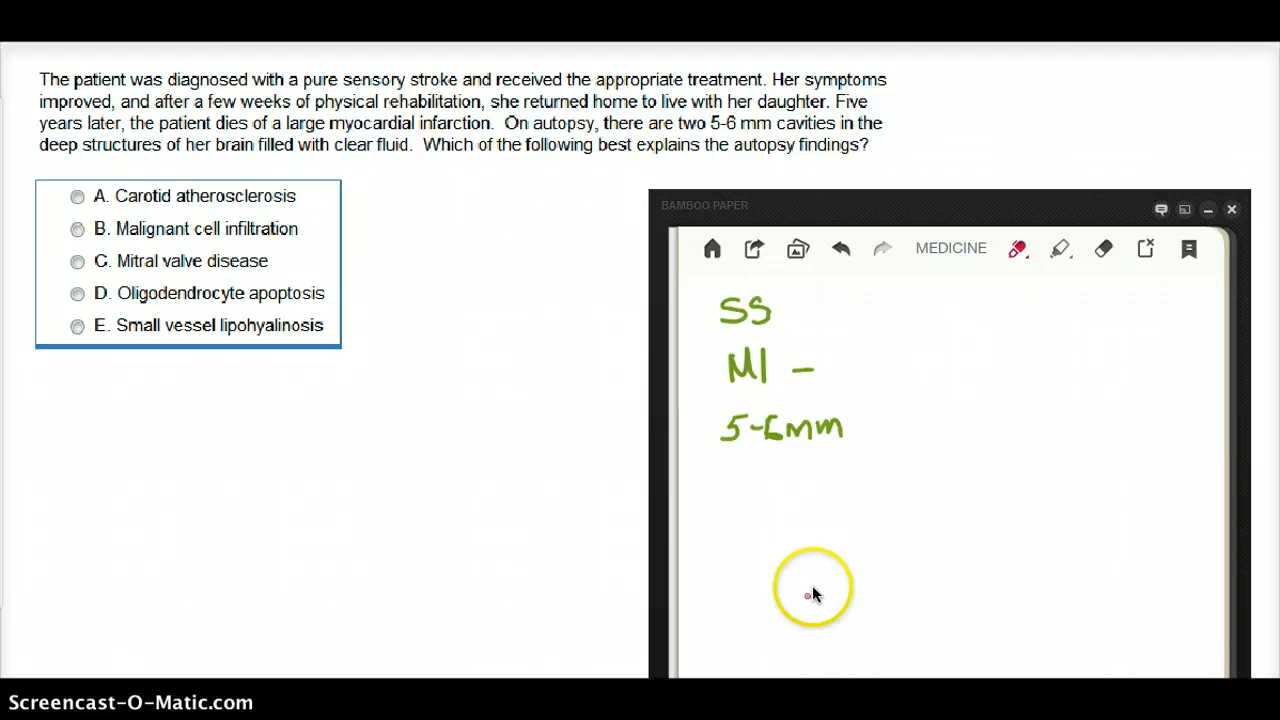 The patient was diagnosed with a pure sensory stroke and received the appropriate treatment. Her symptoms
improved, and after a few weeks of physical rehabilitation, she returned home to live with her daughter. Five
years later, the patient dies of a large myocardial infarction. On autopsy, there are two 5-6 mm cavities in the
deep structures of her brain filled with clear fluid. Which of the following best explains the autopsy findings?
A. Carotid atherosclerosis
B. Malignant cell infiltration
C. Mitral valve disease
D. Oligodendrocyte apoptosis
E. Small vessel lipohyalinosis
BAMBOO PAPER
MEDICINE
SS
MI -
5-6mm
Screencast-O-Matic.com